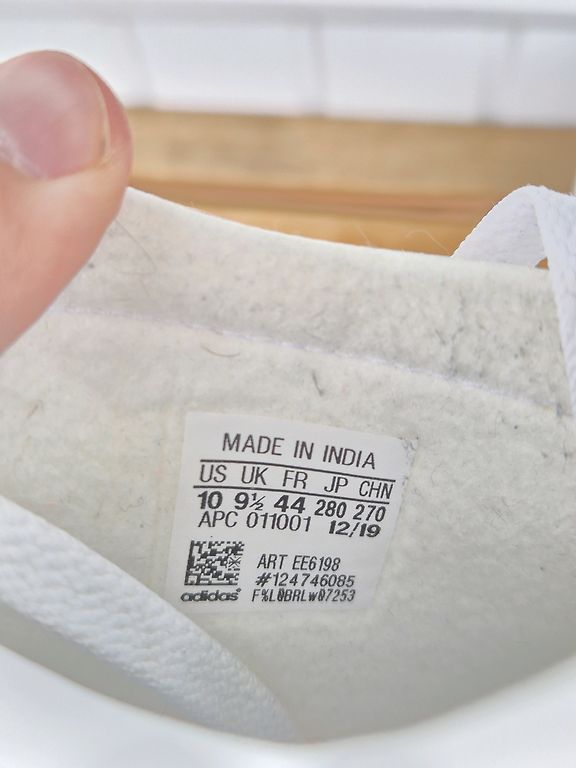 MADE IN INDIA
US UK FR JP CHN
10 9½ 44 280 270
APC 011001 12/19
ART EE6198
#124746085
adidas F%LØBRLwØ7253